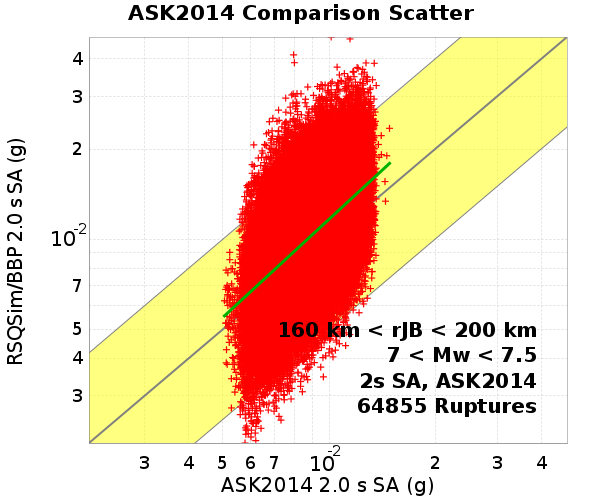 ASK2014 Comparison Scatter
RSQSim/BBP 2.0 s SA (g)
4
3
2
10-2
7
5
4
3
160 km < rJB < 200 km
7 < Mw < 7.5
2s SA, ASK2014
64855 Ruptures
3 4 5 6 7 10-2 2 3 4
ASK2014 2.0 s SA (g)